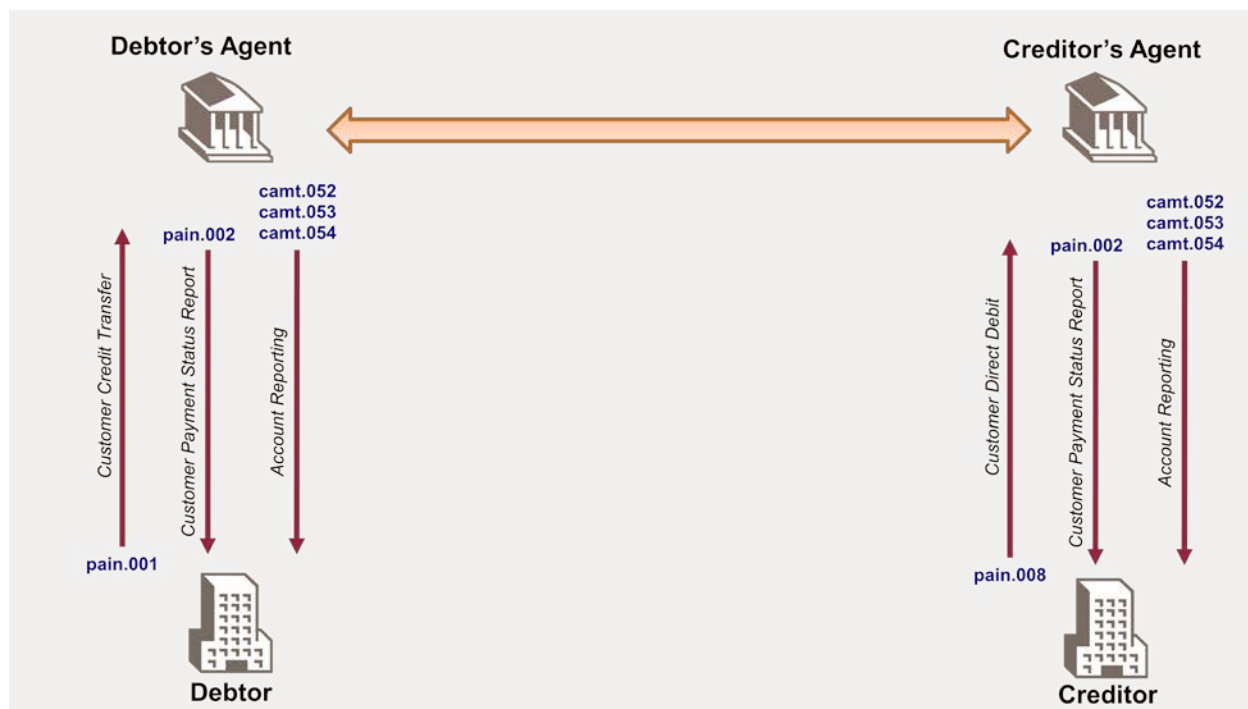 Debtor's Agent
Creditor's Agent
camt.052
camt.053
camt.054
pain.002
Customer Credit Transfer
Customer Payment Status Report
Account Reporting
pain.001
Debtor
camt.052
camt.053
camt.054
pain.002
Customer Direct Debit
Customer Payment Status Report
Account Reporting
pain.008
Creditor